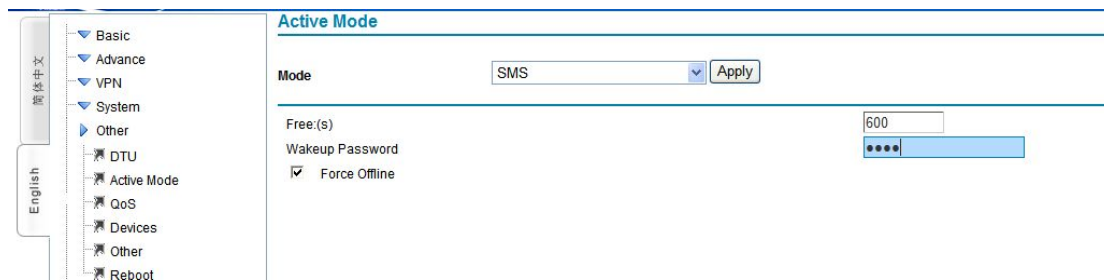 简体中文
English
Basic
Advance
VPN
System
Other
DTU
Active Mode
QoS
Devices
Other
Reboot
Active Mode
Mode
SMS
Apply
Free:(s)
600
Wakeup Password
••••
Force Offline